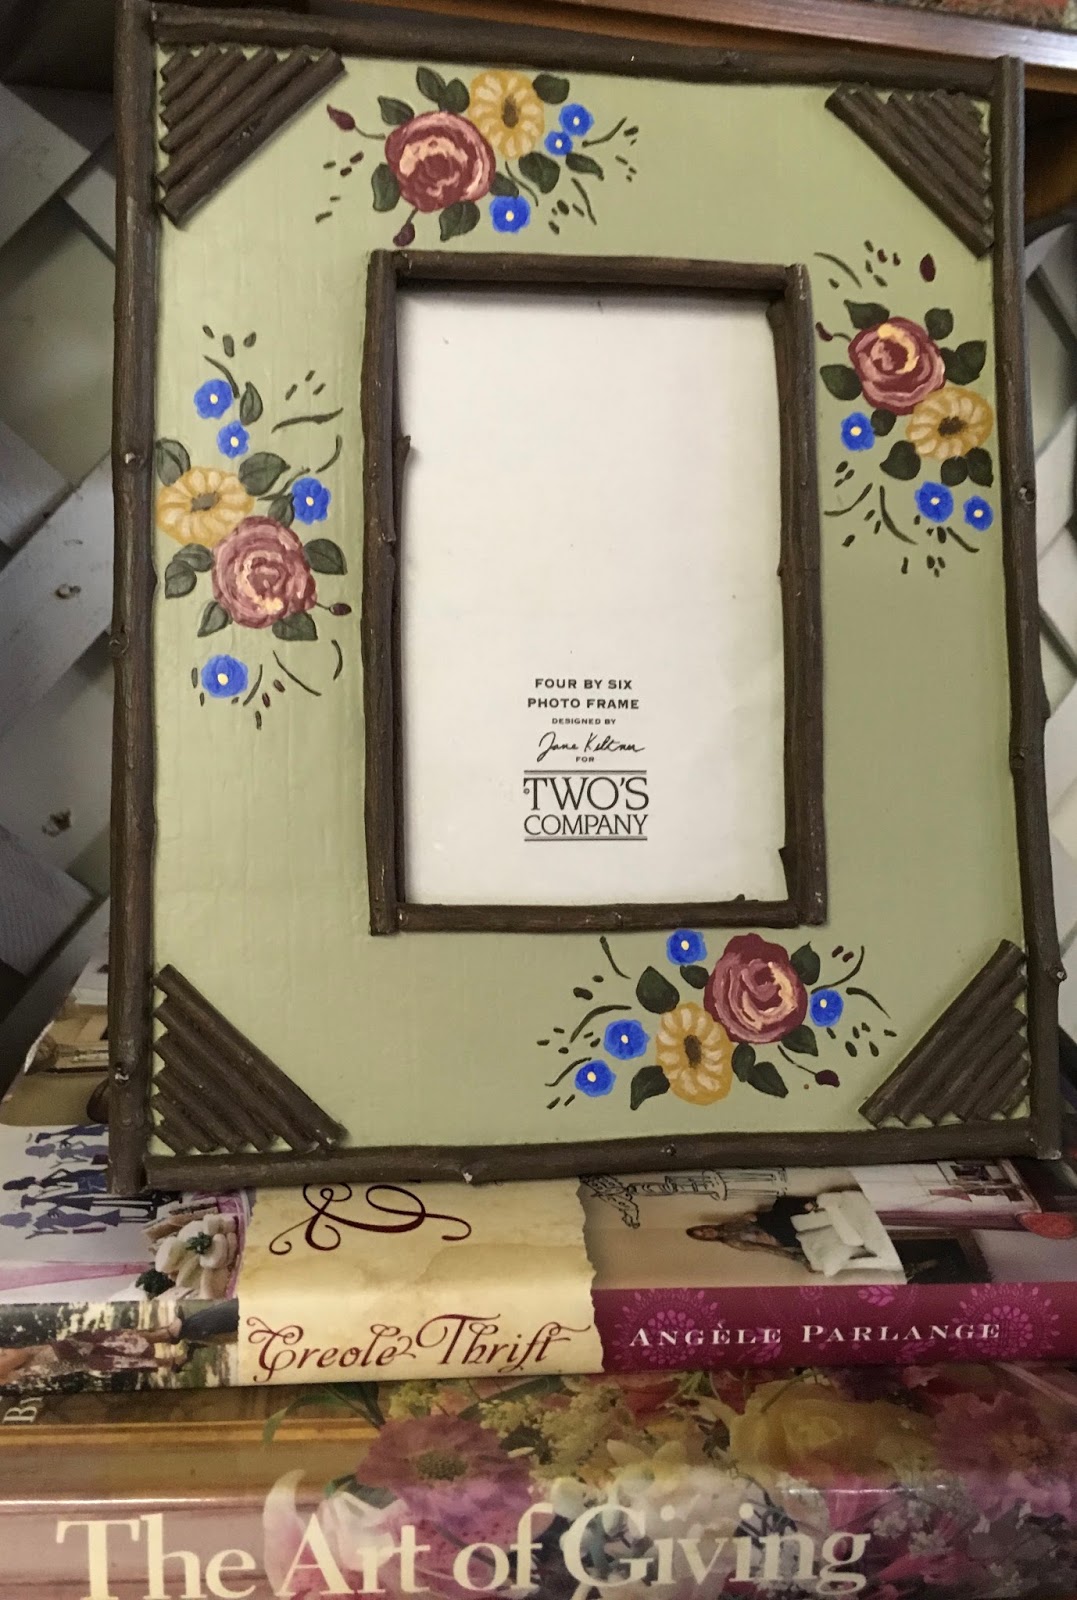 FOUR BY SIX
PHOTO FRAME
DESIGNED BY
Jane Keltner
FOR
© TWO'S
COMPANY
Creole Thrift
ANGÈLE PARLANGE
By
The Art of Giving